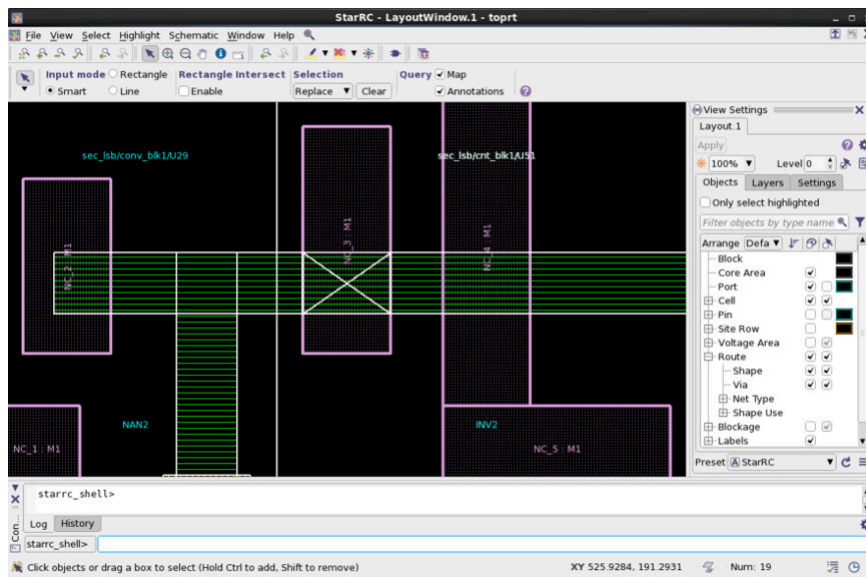 StarRC - LayoutWindow.1 - toprt
File View Select Highlight Schematic Window Help
Input mode Rectangle Rectangle Intersect Selection Query Map
Smart Line Enable Replace Clear Annotations
View Settings
Layout.1
Apply
100% Level 0
Objects Layers Settings
Only select highlighted
Filter objects by type name
Arrange Defa
Block
Core Area
Port
Cell
Pin
Site Row
Voltage Area
Route
Shape
Via
Net Type
Shape Use
Blockage
Labels
Preset A StarRC
sec_lsb/conv_blk1/U29
sec_lsb/cnt_blk1/U51
NC_2 : M1
NC_3 : M1
NC_4 : M1
NAN2
INV2
NC_1 : M1
NC_5 : M1
starrc_shell>
Log History
Con...
starrc_shell>
Click objects or drag a box to select (Hold Ctrl to add, Shift to remove)
XY 525.9284, 191.2931
Num: 19